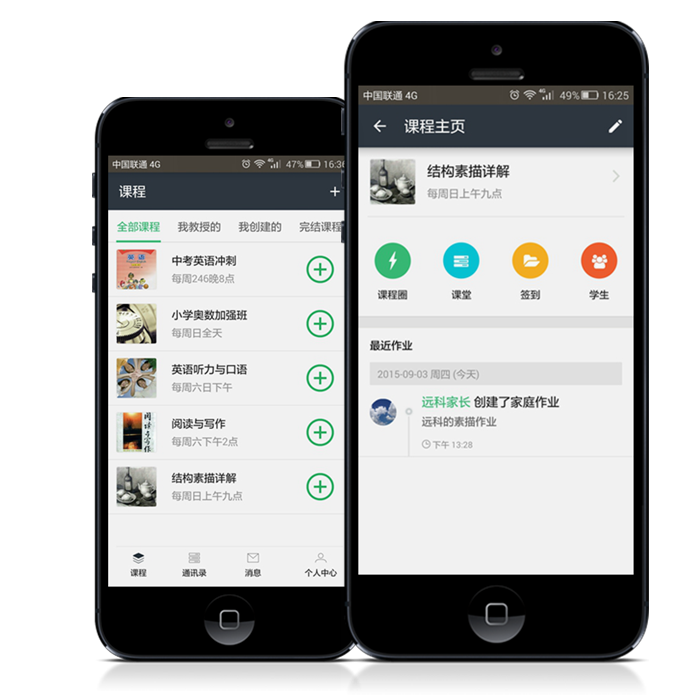 中国联通 4G 47% 16:36
课程 +
全部课程 我教授的 我创建的 完结课程
中考英语冲刺
每周246晚8点
小学奥数加强班
每周日全天
英语听力与口语
每周六日下午
阅读与写作
每周六下午2点
结构素描详解
每周日上午九点
课程 通讯录 消息 个人中心
英语
阅读与写作
中国联通 4G 4G 49% 16:25
课程主页
结构素描详解
每周日上午九点
课程圈 课堂 签到 学生
最近作业
2015-09-03 周四 (今天)
远科家长 创建了家庭作业
远科的素描作业
下午 13:28